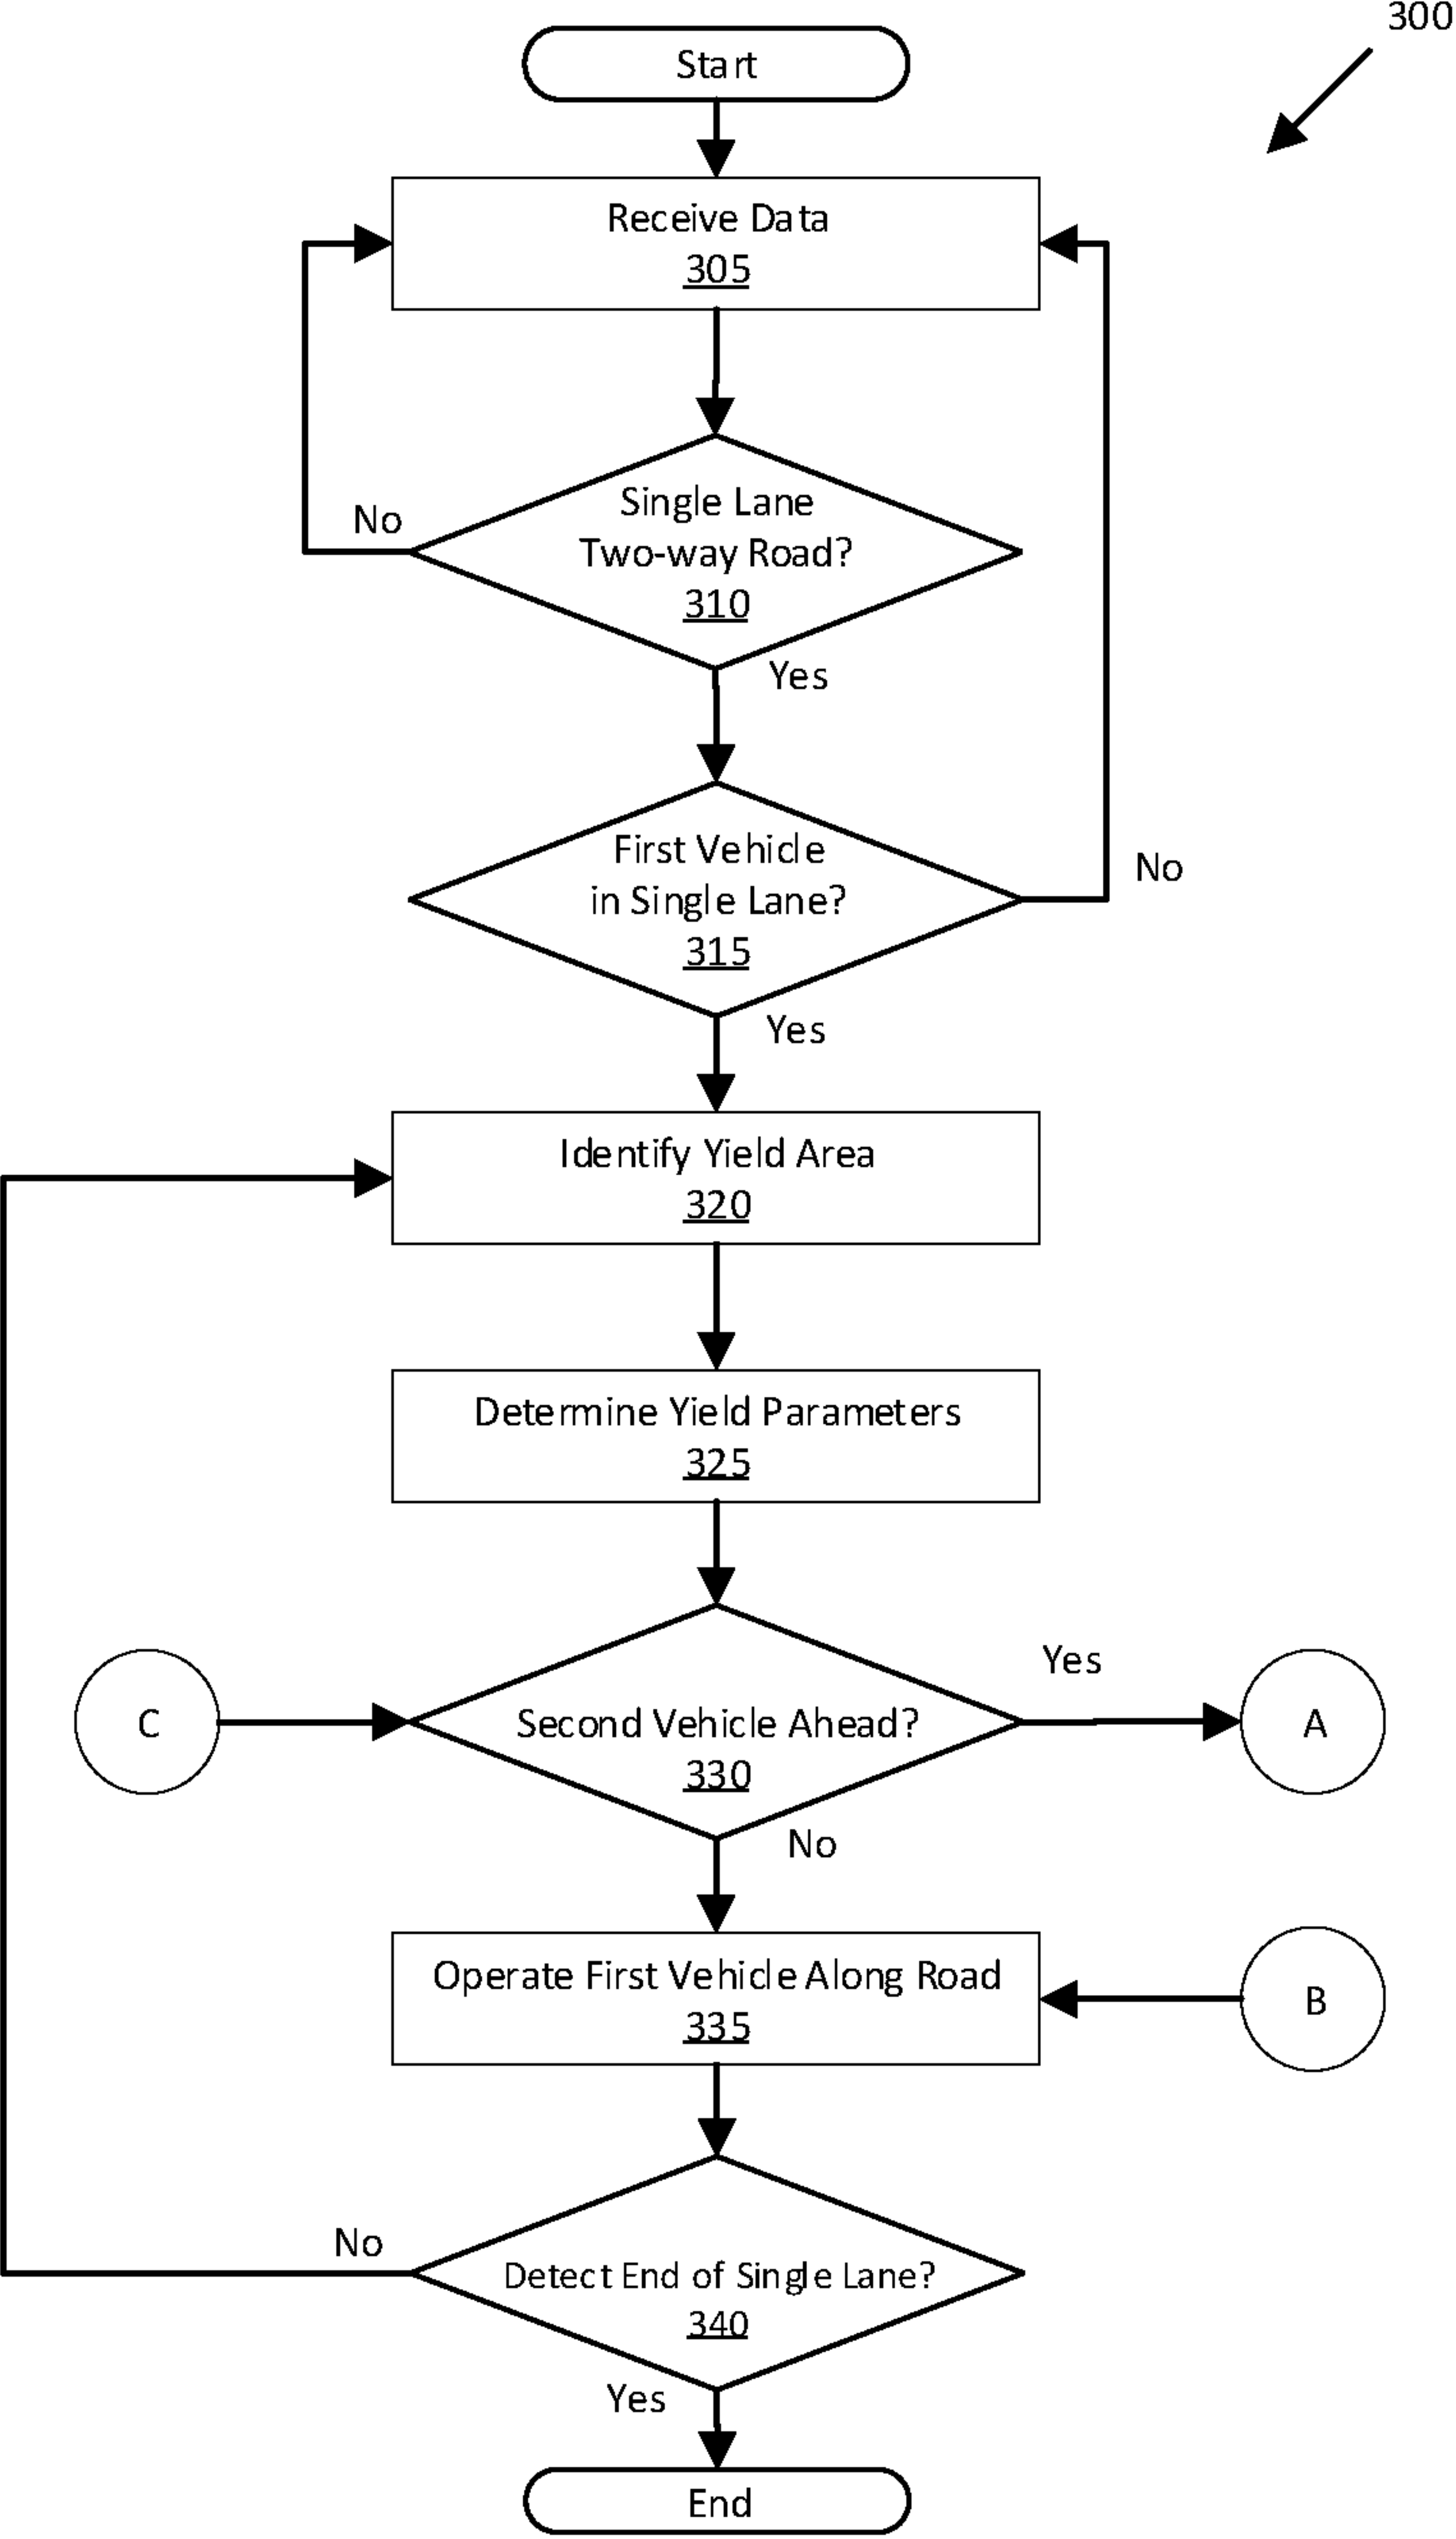 300
Start
Receive Data
305
Single Lane
Two-way Road?
310
No
Yes
First Vehicle
in Single Lane?
315
No
Yes
Identify Yield Area
320
Determine Yield Parameters
325
Second Vehicle Ahead?
330
Yes
C
A
No
Operate First Vehicle Along Road
335
B
No
Detect End of Single Lane?
340
Yes
End